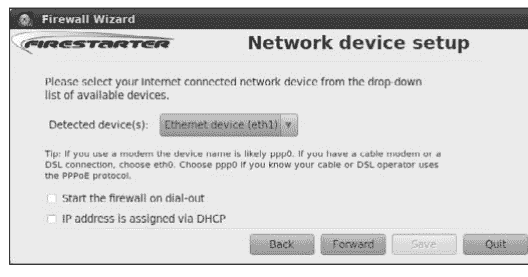 Firewall Wizard
FIRESTARTER
Network device setup
Please select your Internet connected network device from the drop-down
list of available devices.
Detected device(s): Ethernet device (eth1)
Tip: If you use a modem the device name is likely ppp0. If you have a cable modem or a
DSL connection, choose eth0. Choose ppp0 if you know your cable or DSL operator uses
the PPPoE protocol.
Start the firewall on dial-out
IP address is assigned via DHCP
Back Forward Save Quit